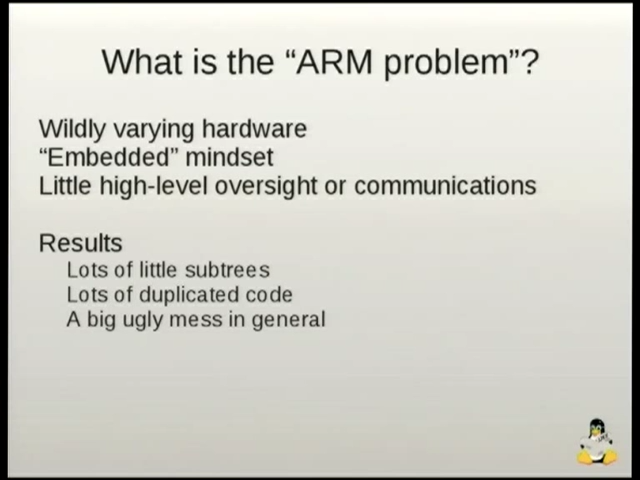 What is the “ARM problem”?
Wildly varying hardware
“Embedded” mindset
Little high-level oversight or communications
Results
Lots of little subtrees
Lots of duplicated code
A big ugly mess in general